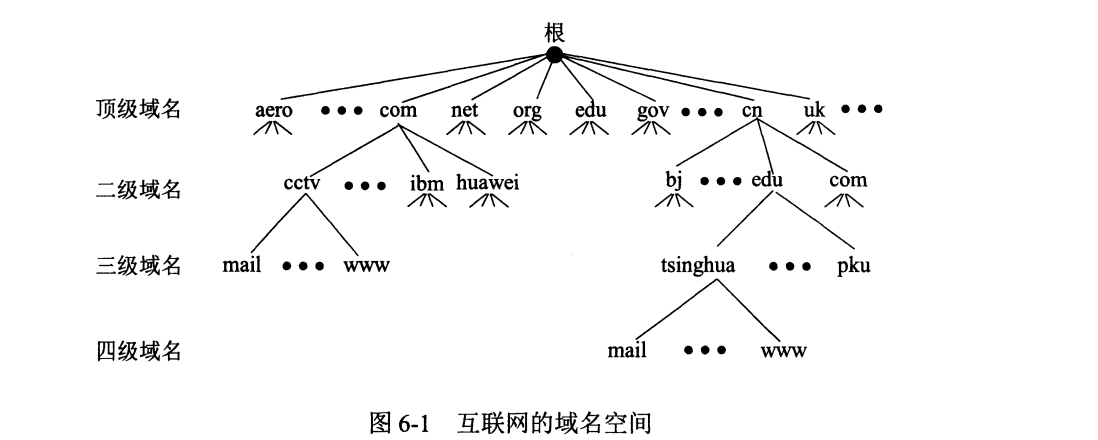 根
顶级域名 aero ••• com net org edu gov ••• cn uk •••
二级域名 cctv ••• ibm huawei bj ••• edu com
三级域名 mail ••• www tsinghua ••• pku
四级域名 mail ••• www
图 6-1 互联网的域名空间